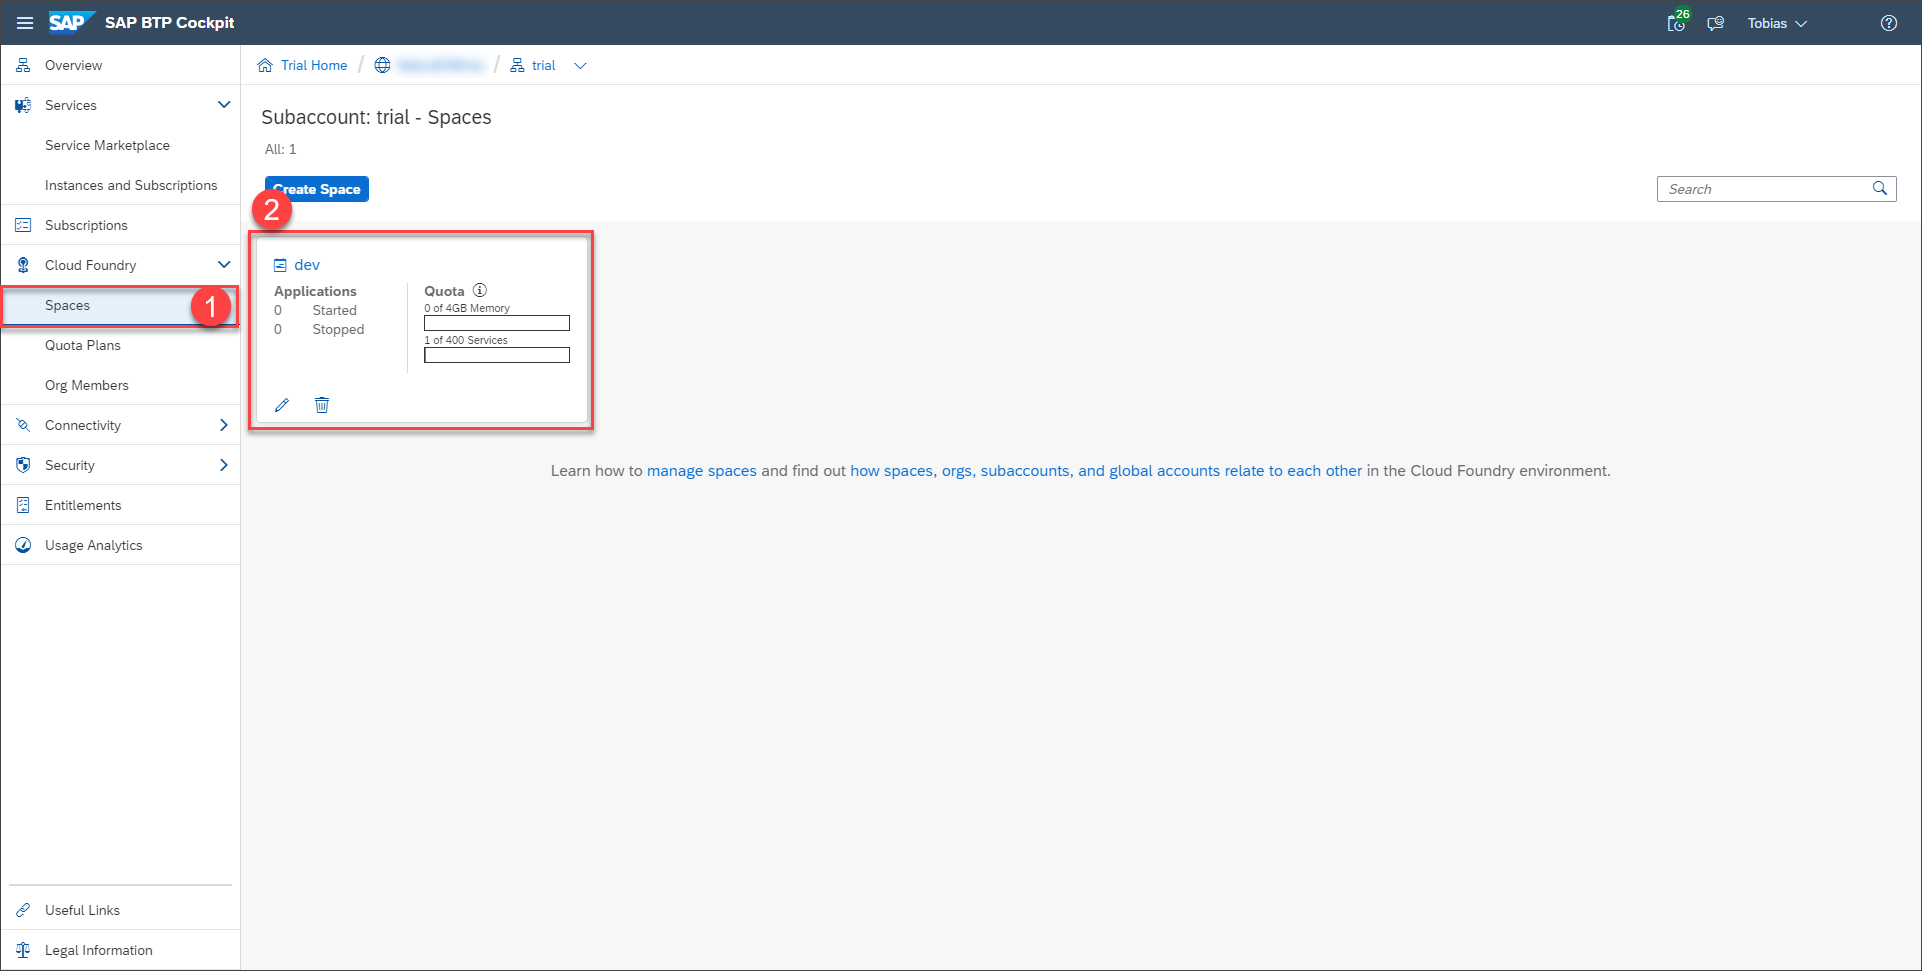 SAP SAP BTP Cockpit
26
Tobias
Overview
Services
Service Marketplace
Instances and Subscriptions
Subscriptions
Cloud Foundry
Spaces
1
Quota Plans
Org Members
Connectivity
Security
Entitlements
Usage Analytics
Useful Links
Legal Information
Trial Home / / trial
Subaccount: trial - Spaces
All: 1
Create Space
Search
2
dev
Applications
0 Started
0 Stopped
Quota
0 of 4GB Memory
1 of 400 Services
Learn how to manage spaces and find out how spaces, orgs, subaccounts, and global accounts relate to each other in the Cloud Foundry environment.